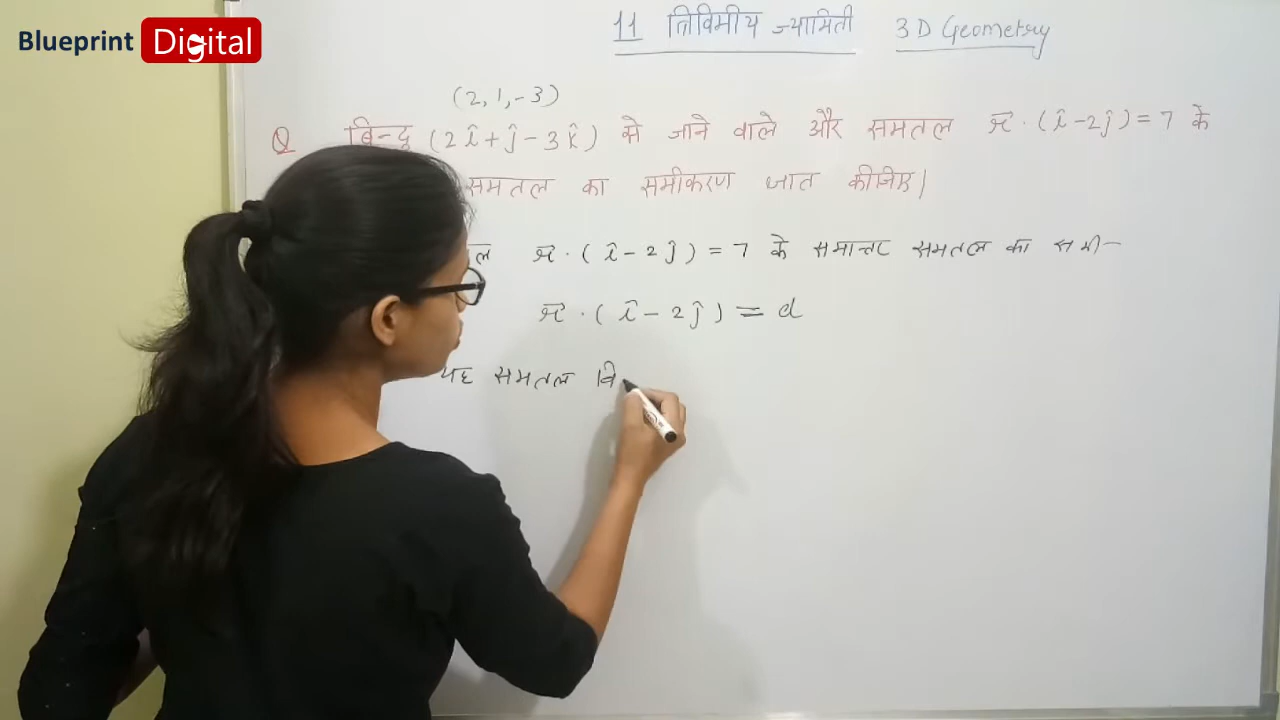 Blueprint Digital
11 त्रिविमीय ज्यामिती 3D Geometry
(2, 1, -3)
Q बिन्दु (2î + ĵ - 3k̂) से जाने वाले और समतल r⃗ · (î - 2ĵ) = 7 के
समतल का समीकरण ज्ञात कीजिए।
ल r⃗ · (î - 2ĵ) = 7 के समान्तर समतल का समी-
r⃗ · (î - 2ĵ) = d
यह समतल बि